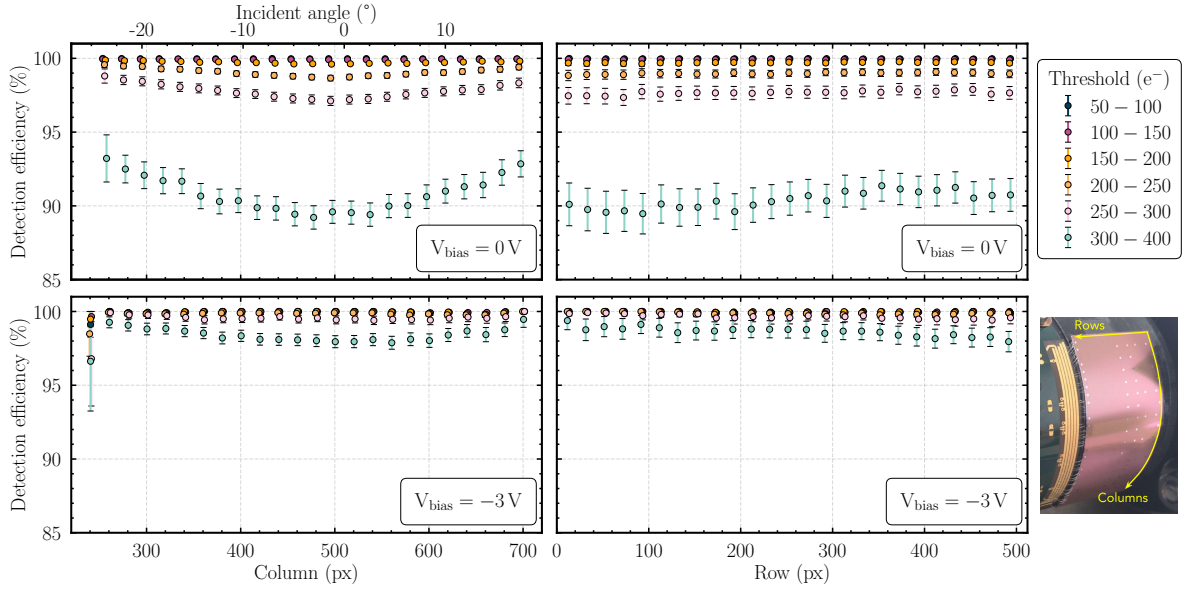 Incident angle (°)
-20 -10 0 10
Detection efficiency (%)
100
95
90
85
V_bias = 0 V
V_bias = 0 V
Threshold (e⁻)
50 − 100
100 − 150
150 − 200
200 − 250
250 − 300
300 − 400
Detection efficiency (%)
100
95
90
85
V_bias = −3 V
V_bias = −3 V
Rows
Columns
300 400 500 600 700
Column (px)
0 100 200 300 400 500
Row (px)